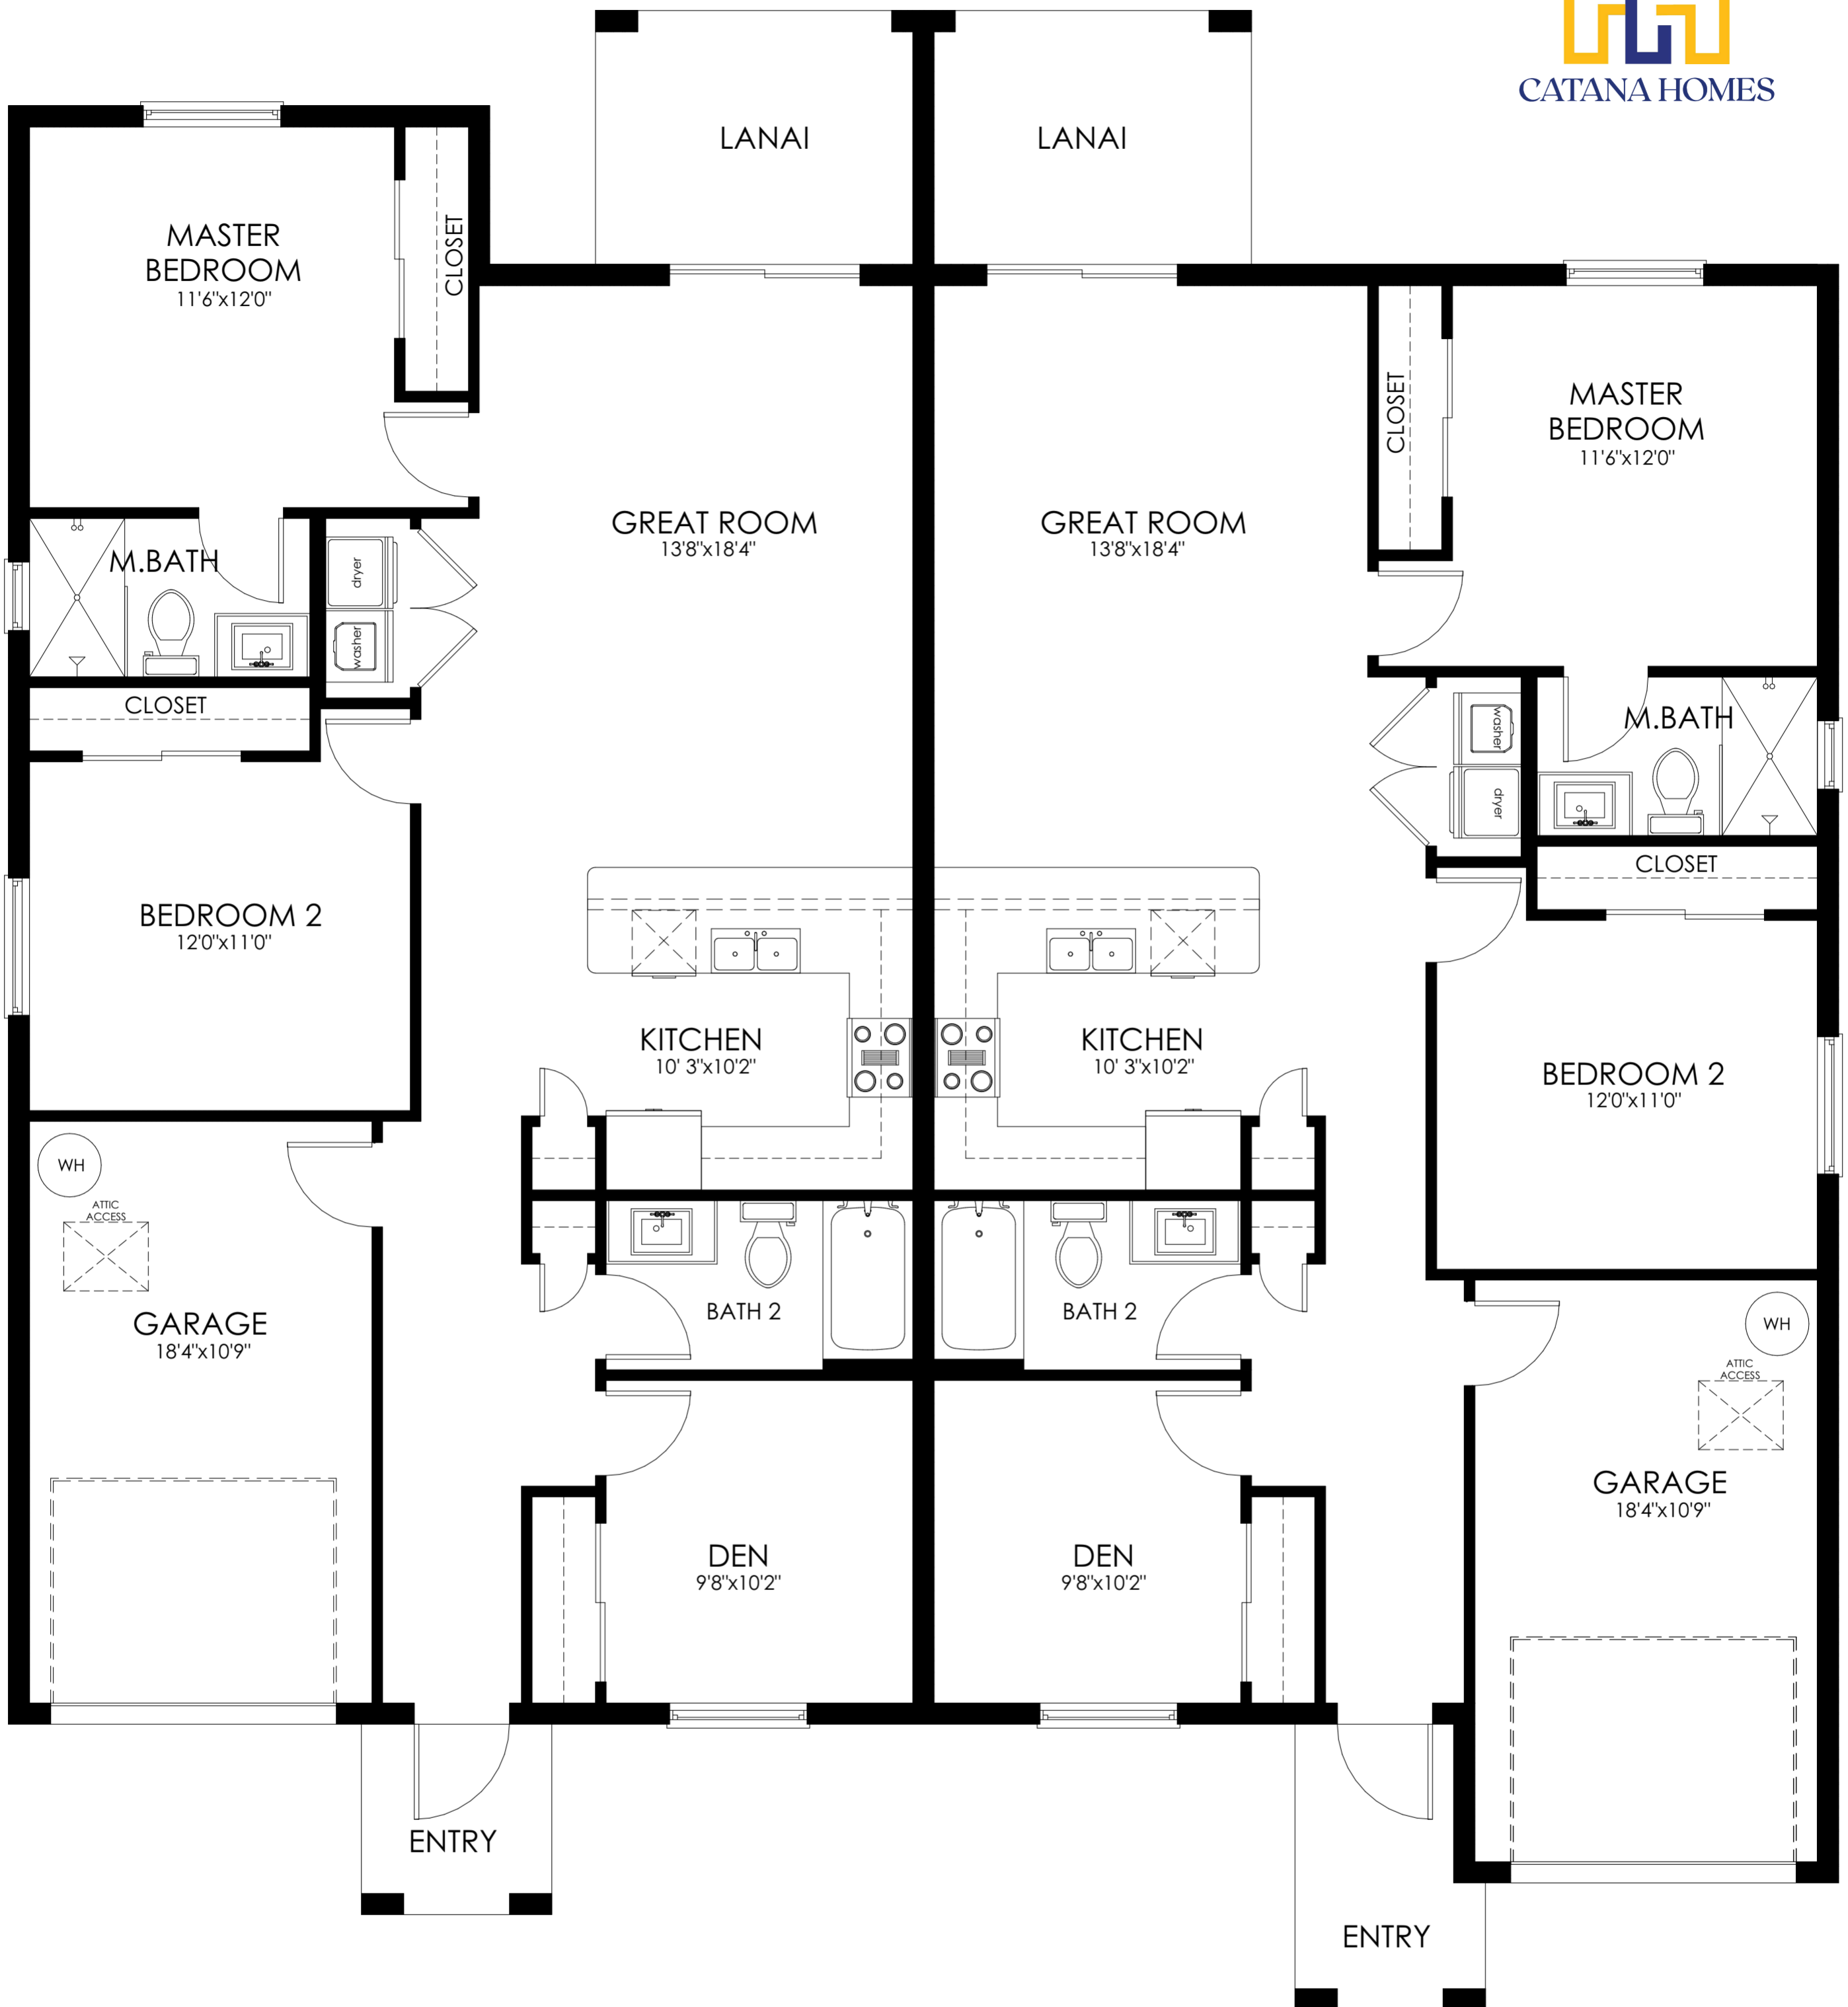 CATANA HOMES
LANAI
LANAI
MASTER
BEDROOM
11'6"x12'0"
CLOSET
GREAT ROOM
13'8"x18'4"
GREAT ROOM
13'8"x18'4"
CLOSET
MASTER
BEDROOM
11'6"x12'0"
M.BATH
dryer
washer
CLOSET
M.BATH
washer
dryer
CLOSET
BEDROOM 2
12'0"x11'0"
KITCHEN
10' 3"x10'2"
KITCHEN
10' 3"x10'2"
BEDROOM 2
12'0"x11'0"
WH
ATTIC
ACCESS
GARAGE
18'4"x10'9"
BATH 2
BATH 2
WH
ATTIC
ACCESS
GARAGE
18'4"x10'9"
DEN
9'8"x10'2"
DEN
9'8"x10'2"
ENTRY
ENTRY